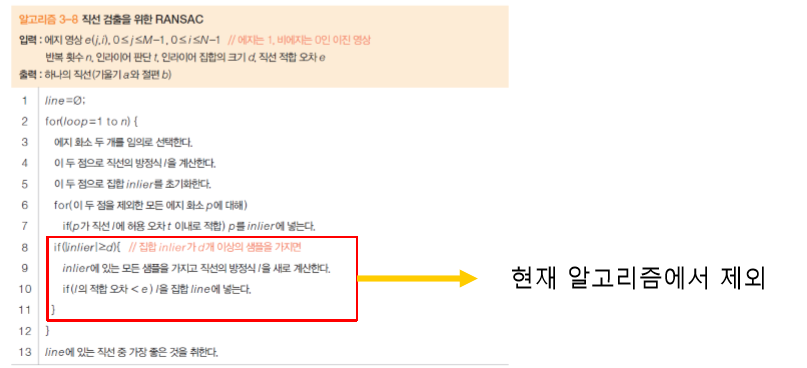 알고리즘 3-8 직선 검출을 위한 RANSAC
입력 : 에지 영상 e(j,i), 0≤j≤M-1, 0≤i≤N-1 // 에지는 1, 비에지는 0인 이진 영상
반복 횟수 n, 인라이어 판단 t, 인라이어 집합의 크기 d, 직선 적합 오차 e
출력 : 하나의 직선(기울기 a와 절편 b)
1 line=Ø;
2 for(loop=1 to n) {
3 에지 화소 두 개를 임의로 선택한다.
4 이 두 점으로 직선의 방정식 l을 계산한다.
5 이 두 점으로 집합 inlier를 초기화한다.
6 for(이 두 점을 제외한 모든 에지 화소 p에 대해)
7 if(p가 직선 l에 허용 오차 t 이내로 적합) p를 inlier에 넣는다.
8 if(|inlier|≥d){ // 집합 inlier가 d개 이상의 샘플을 가지면
9 inlier에 있는 모든 샘플을 가지고 직선의 방정식 l을 새로 계산한다.
10 if(l의 적합 오차 < e) l을 집합 line에 넣는다.
11 }
12 }
13 line에 있는 직선 중 가장 좋은 것을 취한다.
현재 알고리즘에서 제외